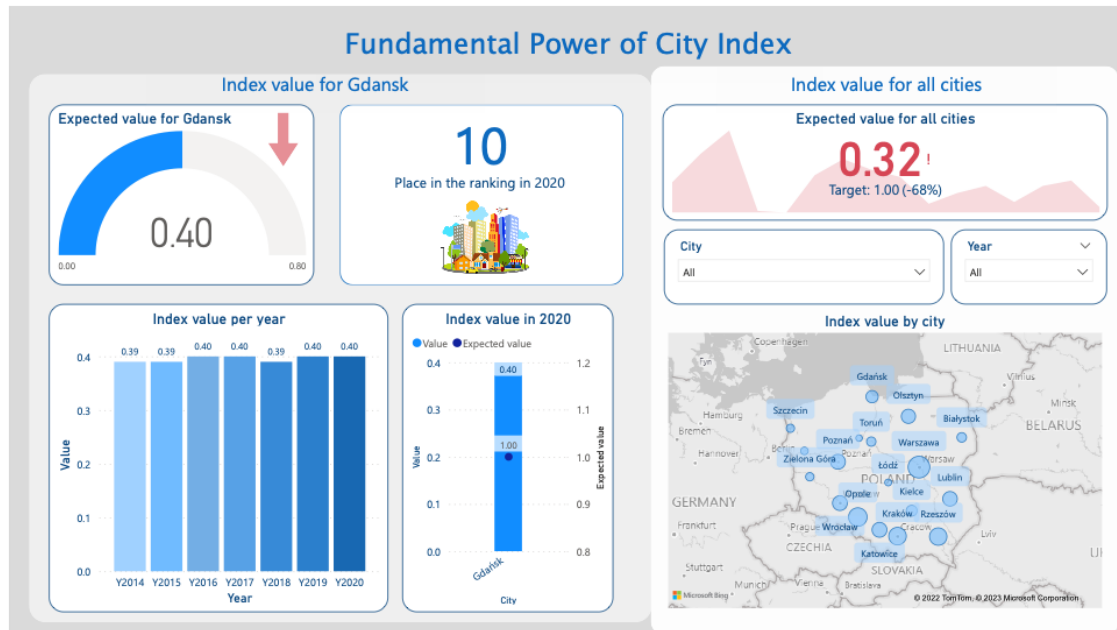 Fundamental Power of City Index
Index value for Gdansk
Expected value for Gdansk
0.40
0.00
0.80
10
Place in the ranking in 2020
Index value per year
0.39 0.39 0.40 0.40 0.39 0.40 0.40
0.4
0.3
0.2
0.1
0.0
Value
Y2014 Y2015 Y2016 Y2017 Y2018 Y2019 Y2020
Year
Index value in 2020
Value Expected value
0.4
0.3
0.2
0.1
0.0
Value
0.40
1.00
1.2
1.1
1.0
0.9
0.8
Expected value
Gdańsk
City
Index value for all cities
Expected value for all cities
0.32 !
Target: 1.00 (-68%)
City
All
Year
All
Index value by city
Copenhagen
LITHUANIA
Tyn
Vilnius
Gdańsk
Olsztyn
Minsk
Szczecin
Hamburg
Toruń
Białystok
BELARUS
Bremen
Poznań
Warszawa
Hannover
Zielona Góra
Poznań
Łódź
Warsaw
POLAND
Lublin
GERMANY
Opole
Kielce
Frankfurt
Prague
Wrocław
Kraków
Rzeszów
Cracow
Lviv
CZECHIA
Katowice
Stuttgart
SLOVAKIA
Munich
Vienna
Bratislava
Microsoft Bing
© 2022 TomTom, © 2023 Microsoft Corporation